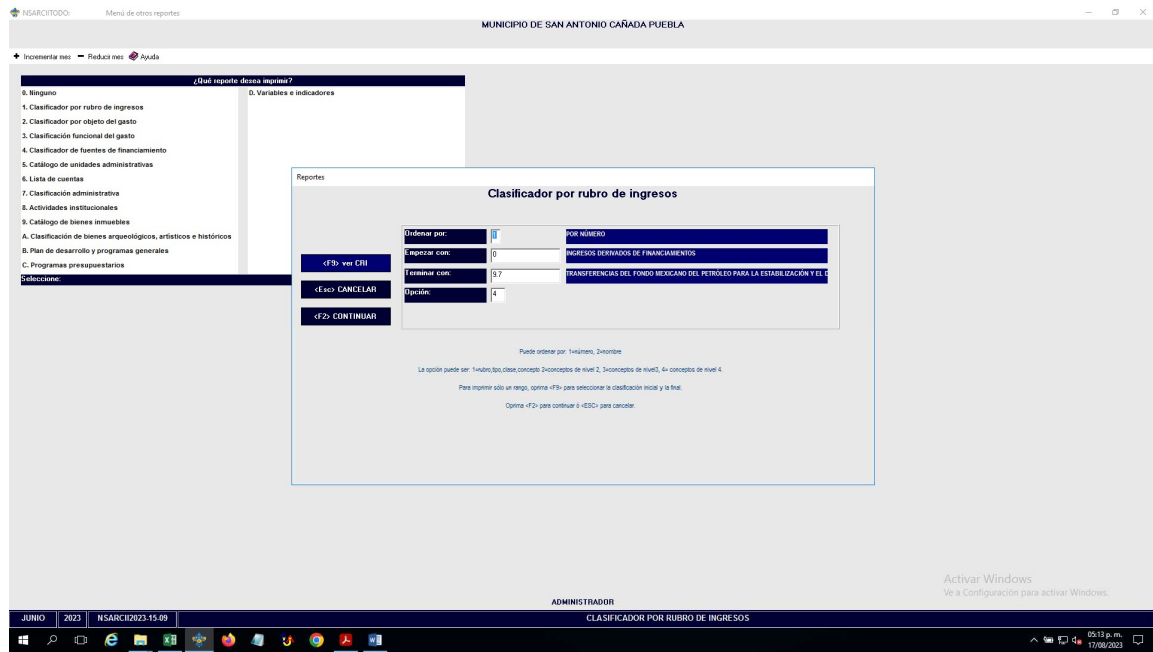 NSARCIITODO: Menú de otros reportes
MUNICIPIO DE SAN ANTONIO CAÑADA PUEBLA
Incrementar mes Reducir mes Ayuda
¿Qué reporte desea imprimir?
0. Ninguno
1. Clasificador por rubro de ingresos
2. Clasificador por objeto del gasto
3. Clasificación funcional del gasto
4. Clasificador de fuentes de financiamiento
5. Catálogo de unidades administrativas
6. Lista de cuentas
7. Clasificación administrativa
8. Actividades institucionales
9. Catálogo de bienes inmuebles
A. Clasificación de bienes arqueológicos, artísticos e históricos
B. Plan de desarrollo y programas generales
C. Programas presupuestarios
D. Variables e indicadores
Seleccione:
Reportes
Clasificador por rubro de ingresos
<F9> ver CRI
<Esc> CANCELAR
<F2> CONTINUAR
Ordenar por: 1 POR NÚMERO
Empezar con: 0 INGRESOS DERIVADOS DE FINANCIAMIENTOS
Terminar con: 9.7 TRANSFERENCIAS DEL FONDO MEXICANO DEL PETRÓLEO PARA LA ESTABILIZACIÓN Y EL D
Opción: 4
Puede ordenar por: 1=número, 2=nombre
La opción puede ser: 1=rubro,tipo,clase,concepto 2=conceptos de nivel 2, 3=conceptos de nivel3, 4= conceptos de nivel 4.
Para imprimir sólo un rango, oprima <F9> para seleccionar la clasificación inicial y la final.
Oprima <F2> para continuar ó <ESC> para cancelar.
Activar Windows
Ve a Configuración para activar Windows.
ADMINISTRADOR
JUNIO 2023 NSARCII2023-15-09 CLASIFICADOR POR RUBRO DE INGRESOS
05:13 p. m.
17/08/2023